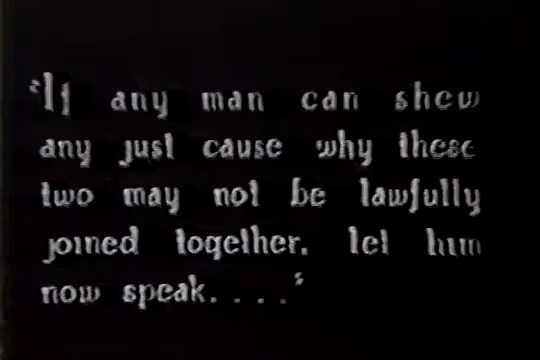 'If any man can shew
any just cause why these
two may not be lawfully
joined together. let him
now speak. . . .'